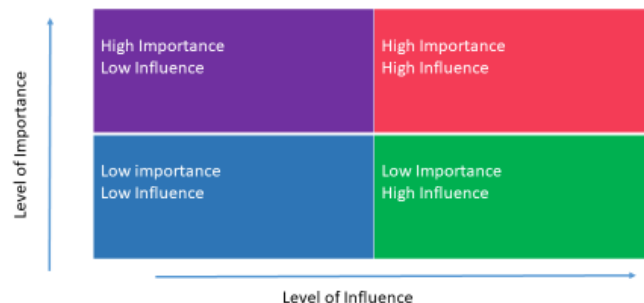 High Importance
Low Influence
High Importance
High Influence
Level of Importance
Low importance
Low Influence
Low Importance
High Influence
Level of Influence